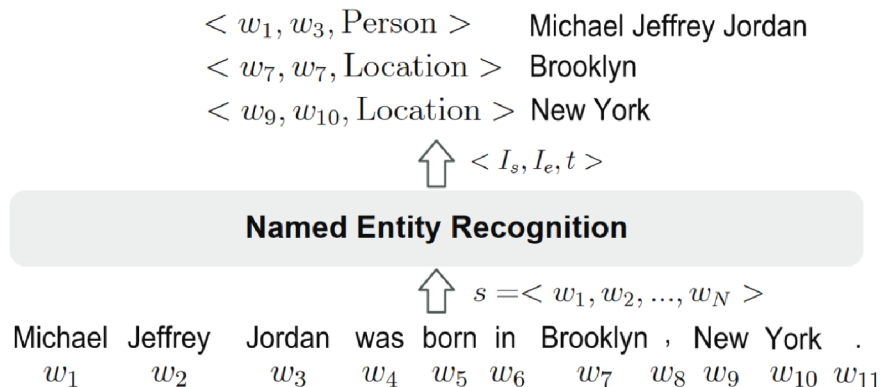 < w1, w3, Person > Michael Jeffrey Jordan
< w7, w7, Location > Brooklyn
< w9, w10, Location > New York
< Is, Ie, t >
Named Entity Recognition
s =< w1, w2, ..., wN >
Michael Jeffrey Jordan was born in Brooklyn , New York .
w1 w2 w3 w4 w5 w6 w7 w8 w9 w10 w11